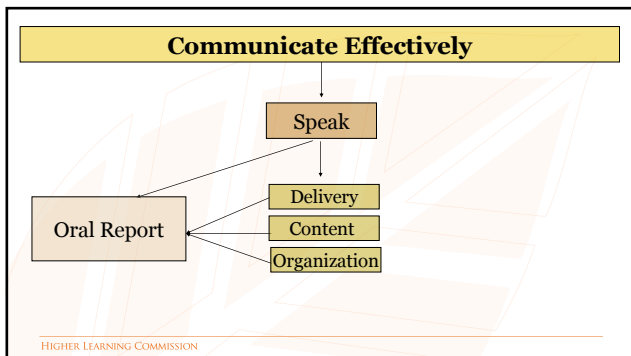 Communicate Effectively
Speak
Delivery
Oral Report
Content
Organization
HIGHER LEARNING COMMISSION